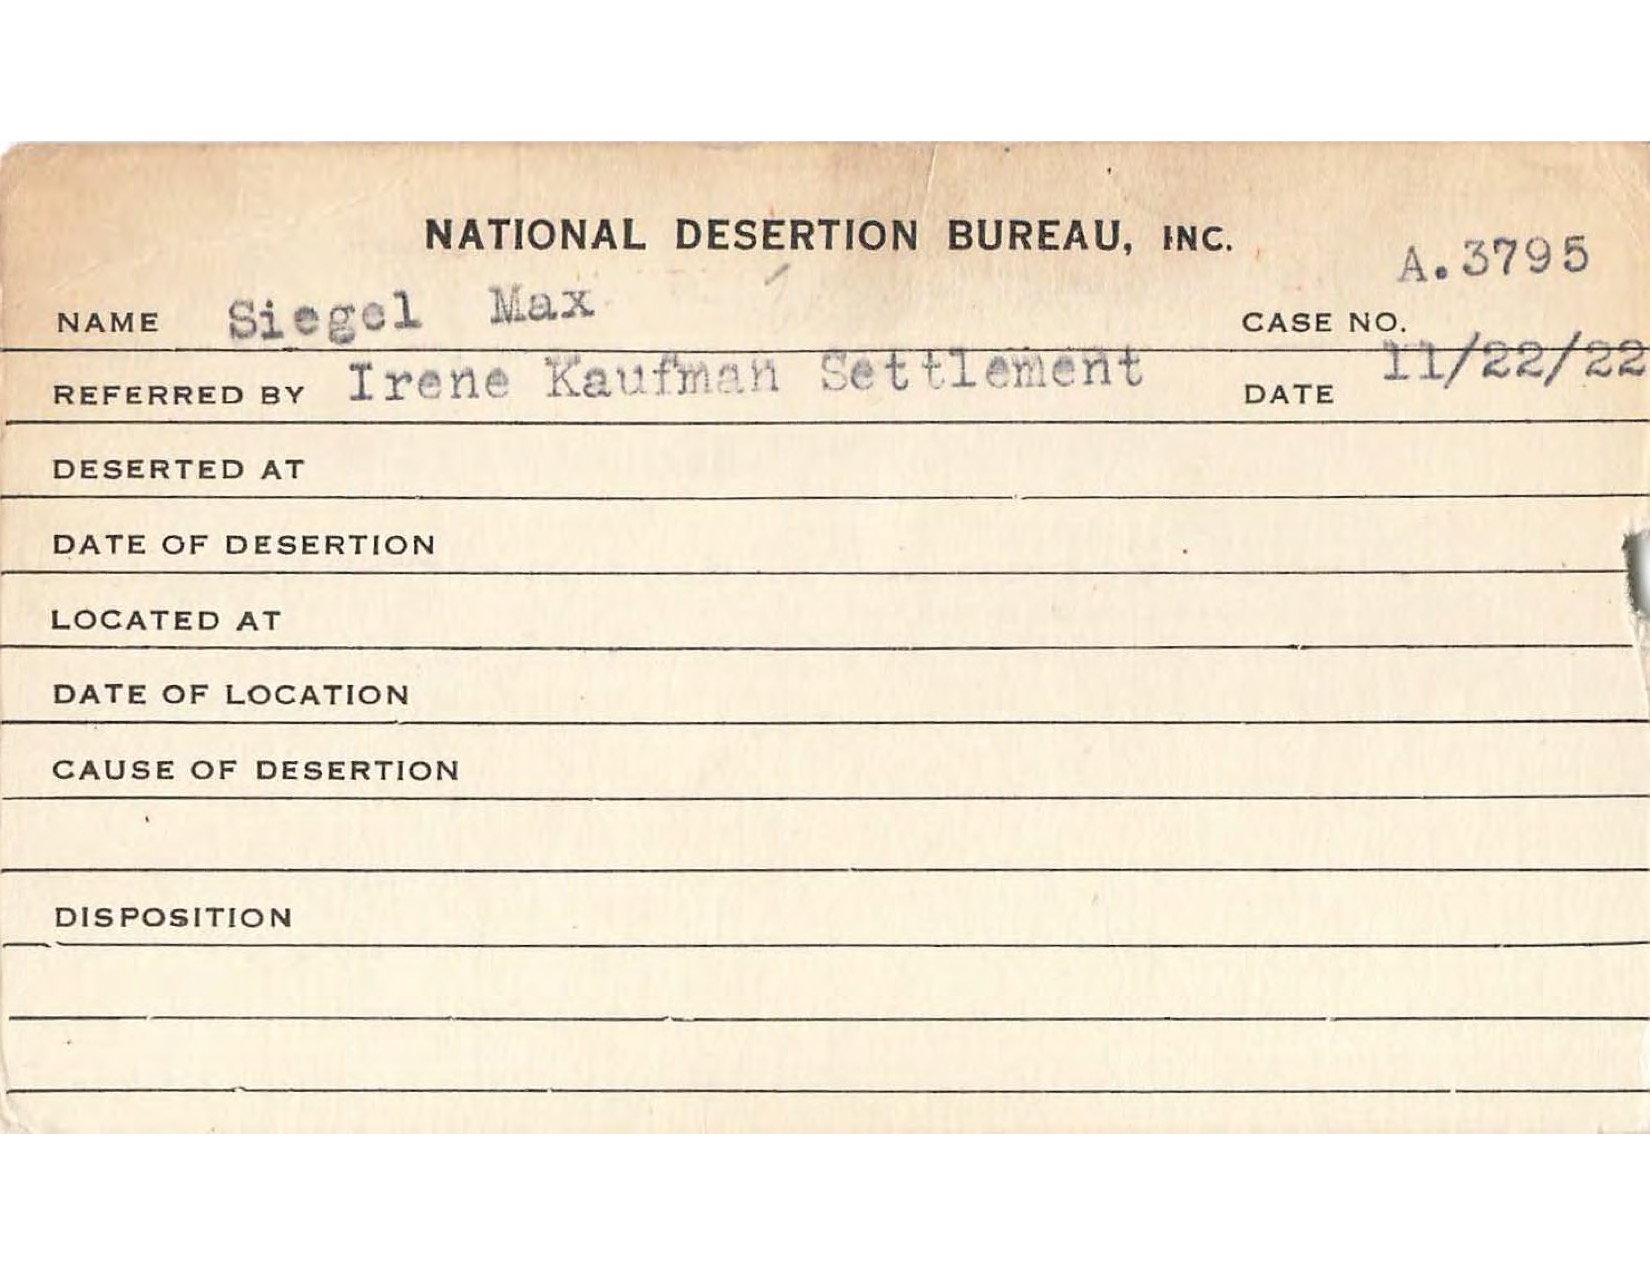 NATIONAL DESERTION BUREAU, INC.
A.3795
NAME Siegel Max CASE NO.
REFERRED BY Irene Kaufman Settlement DATE 11/22/22
DESERTED AT
DATE OF DESERTION
LOCATED AT
DATE OF LOCATION
CAUSE OF DESERTION
DISPOSITION